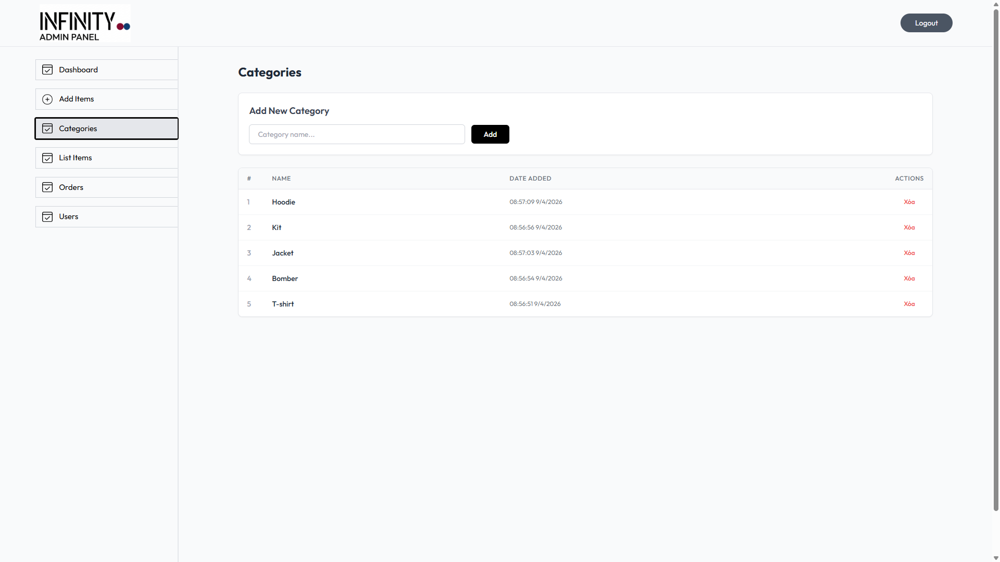 INFINITY
ADMIN PANEL
Logout
Dashboard
Add Items
Categories
List Items
Orders
Users
Categories
Add New Category
Category name...
Add
# NAME DATE ADDED ACTIONS
1 Hoodie 08:57:09 9/4/2026 Xóa
2 Kit 08:56:56 9/4/2026 Xóa
3 Jacket 08:57:03 9/4/2026 Xóa
4 Bomber 08:56:54 9/4/2026 Xóa
5 T-shirt 08:56:51 9/4/2026 Xóa